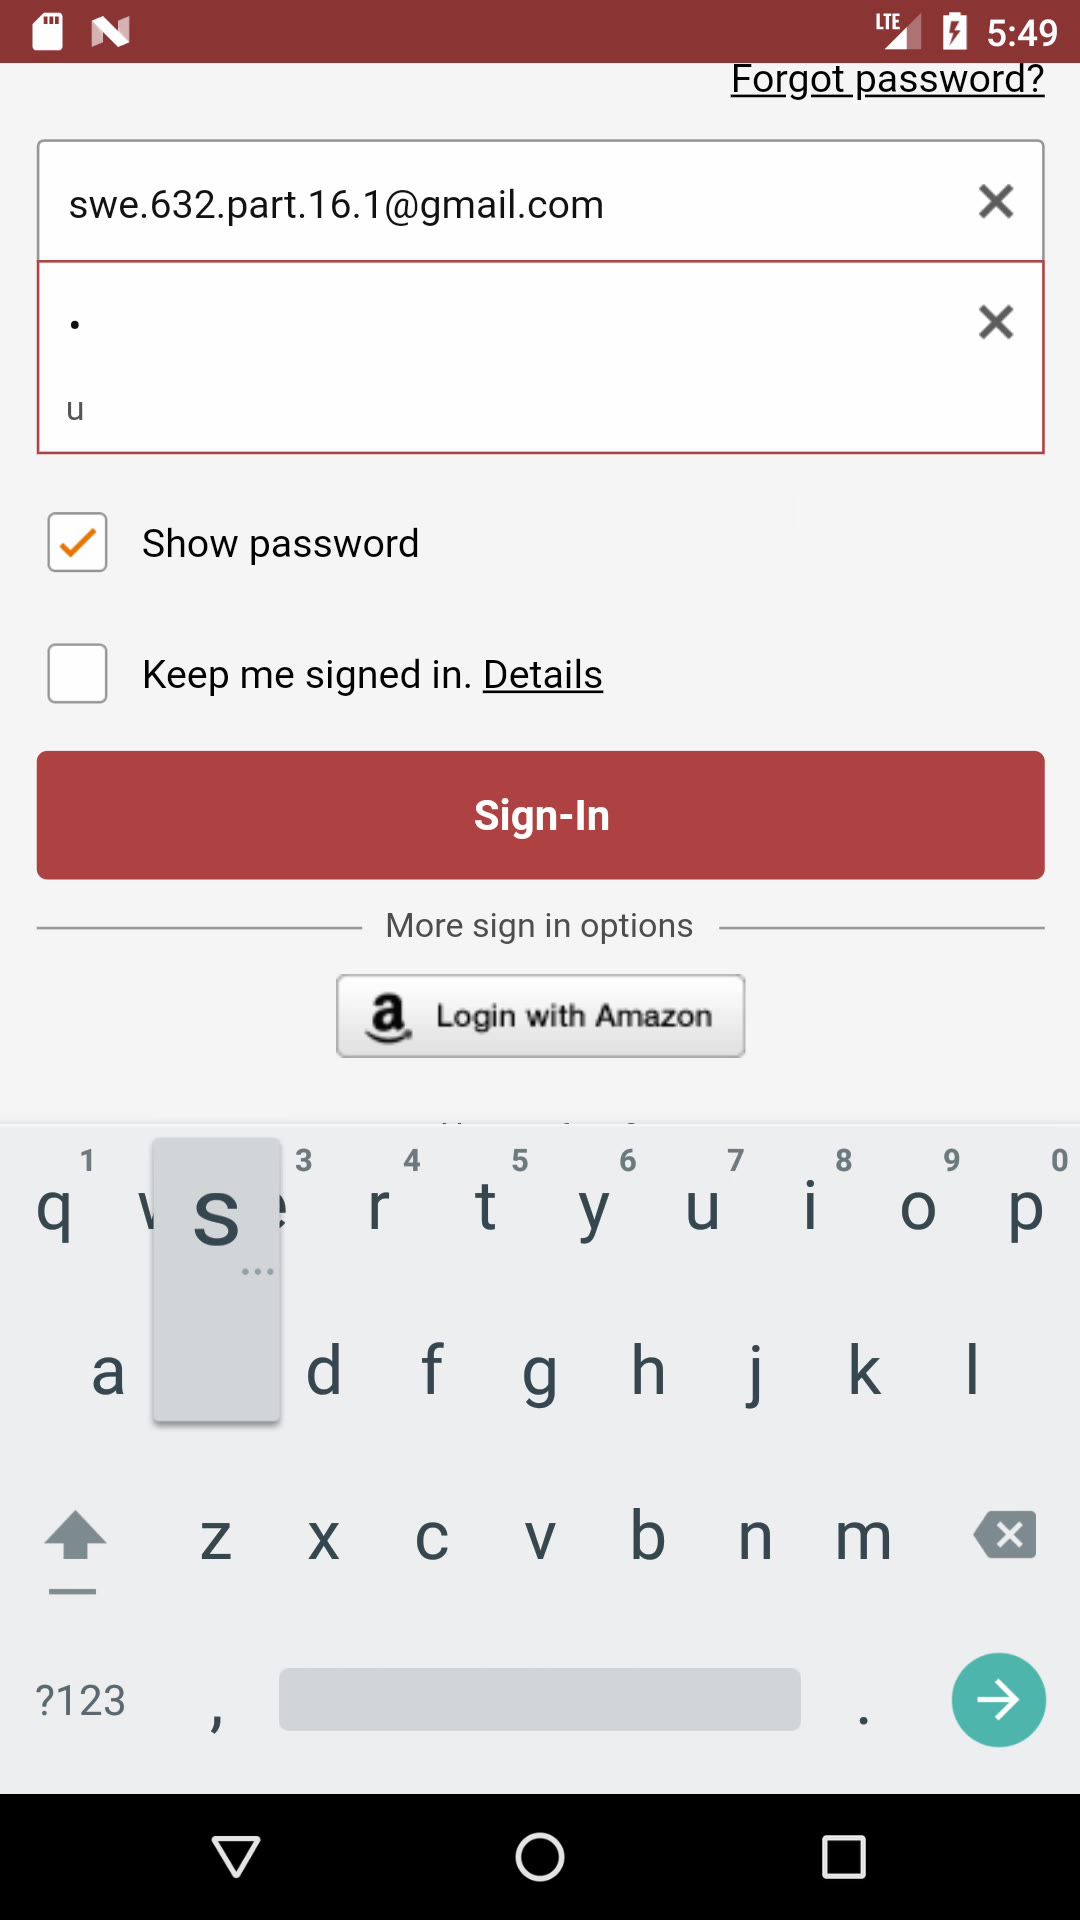 LTE 5:49
Forgot password?
swe.632.part.16.1@gmail.com
•
u
Show password
Keep me signed in. Details
Sign-In
More sign in options
a Login with Amazon
1 3 4 5 6 7 8 9 0
q s r t y u i o p
a d f g h j k l
z x c v b n m
?123 , .